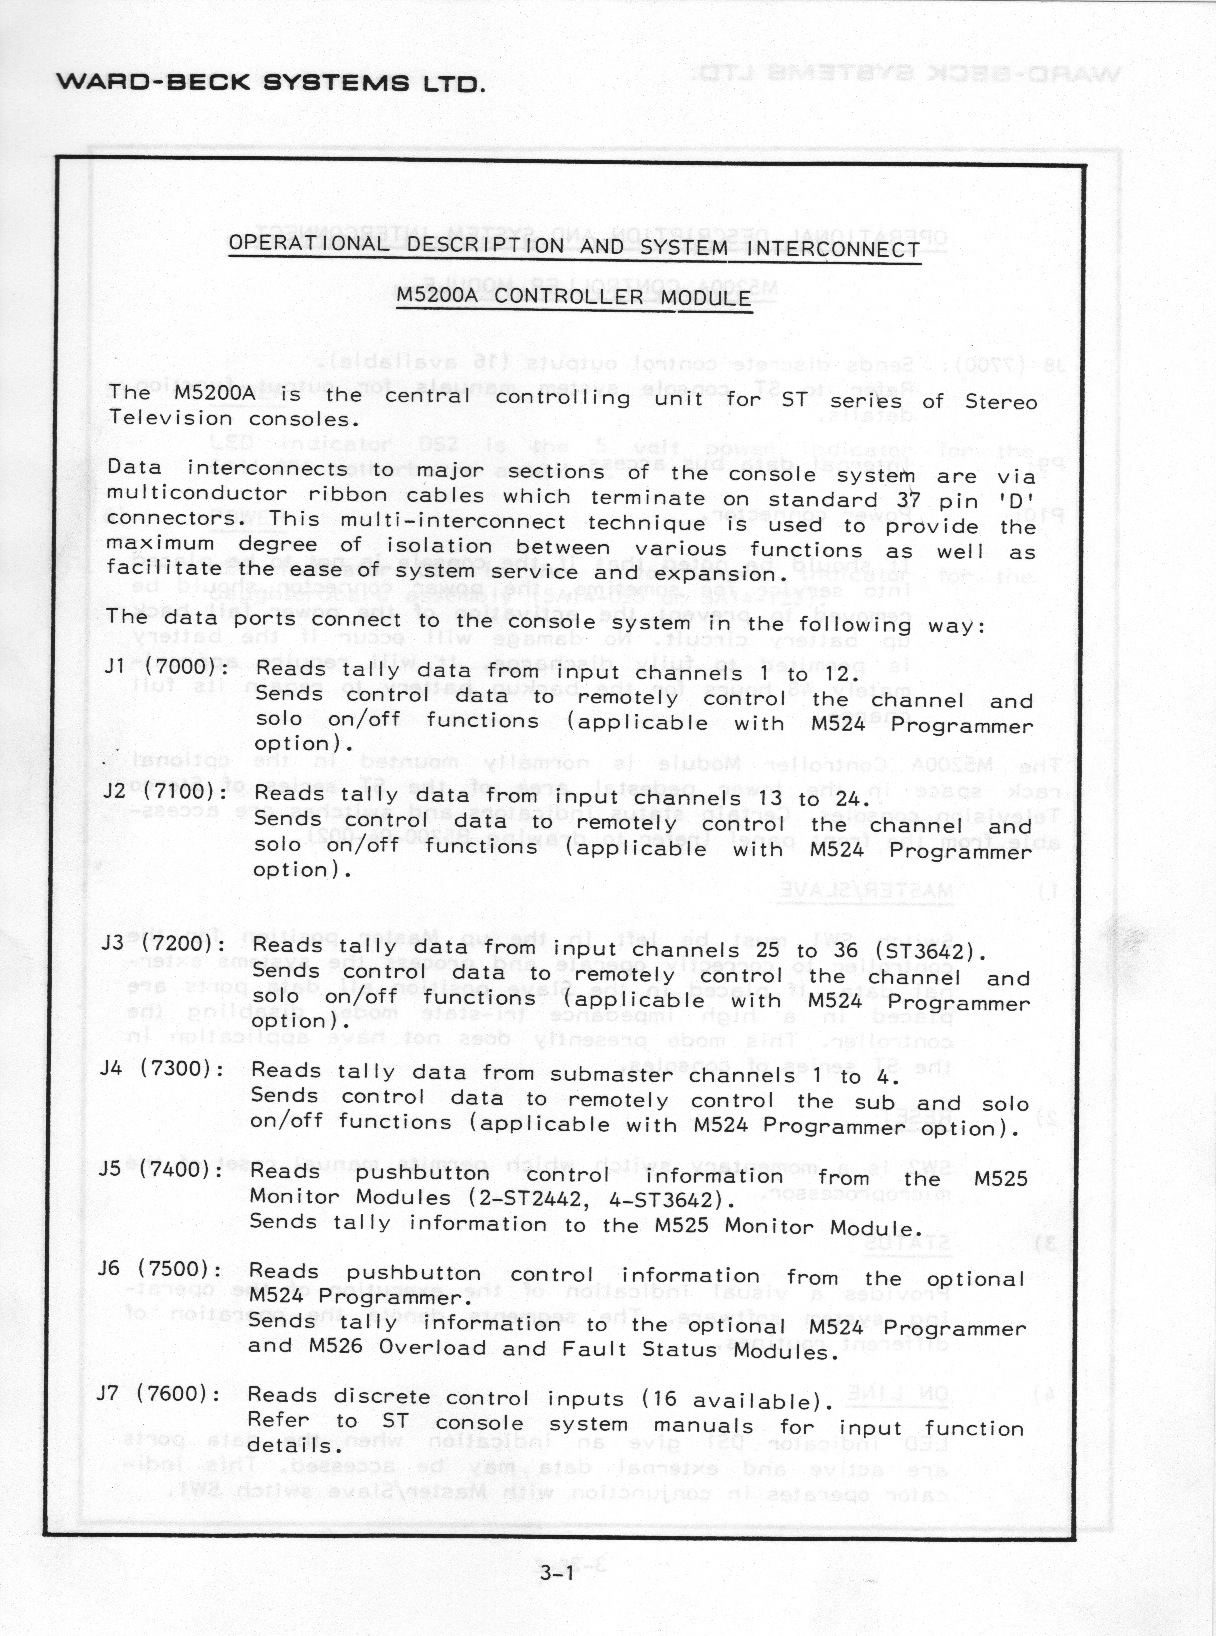 WARD-BECK SYSTEMS LTD.
OPERATIONAL DESCRIPTION AND SYSTEM INTERCONNECT
M5200A CONTROLLER MODULE
The M5200A is the central controlling unit for ST series of Stereo
Television consoles.
Data interconnects to major sections of the console system are via
multiconductor ribbon cables which terminate on standard 37 pin 'D'
connectors. This multi-interconnect technique is used to provide the
maximum degree of isolation between various functions as well as
facilitate the ease of system service and expansion.
The data ports connect to the console system in the following way:
J1 (7000): Reads tally data from input channels 1 to 12.
Sends control data to remotely control the channel and
solo on/off functions (applicable with M524 Programmer
option).
J2 (7100): Reads tally data from input channels 13 to 24.
Sends control data to remotely control the channel and
solo on/off functions (applicable with M524 Programmer
option).
J3 (7200): Reads tally data from input channels 25 to 36 (ST3642).
Sends control data to remotely control the channel and
solo on/off functions (applicable with M524 Programmer
option).
J4 (7300): Reads tally data from submaster channels 1 to 4.
Sends control data to remotely control the sub and solo
on/off functions (applicable with M524 Programmer option).
J5 (7400): Reads pushbutton control information from the M525
Monitor Modules (2-ST2442, 4-ST3642).
Sends tally information to the M525 Monitor Module.
J6 (7500): Reads pushbutton control information from the optional
M524 Programmer.
Sends tally information to the optional M524 Programmer
and M526 Overload and Fault Status Modules.
J7 (7600): Reads discrete control inputs (16 available).
Refer to ST console system manuals for input function
details.
3-1